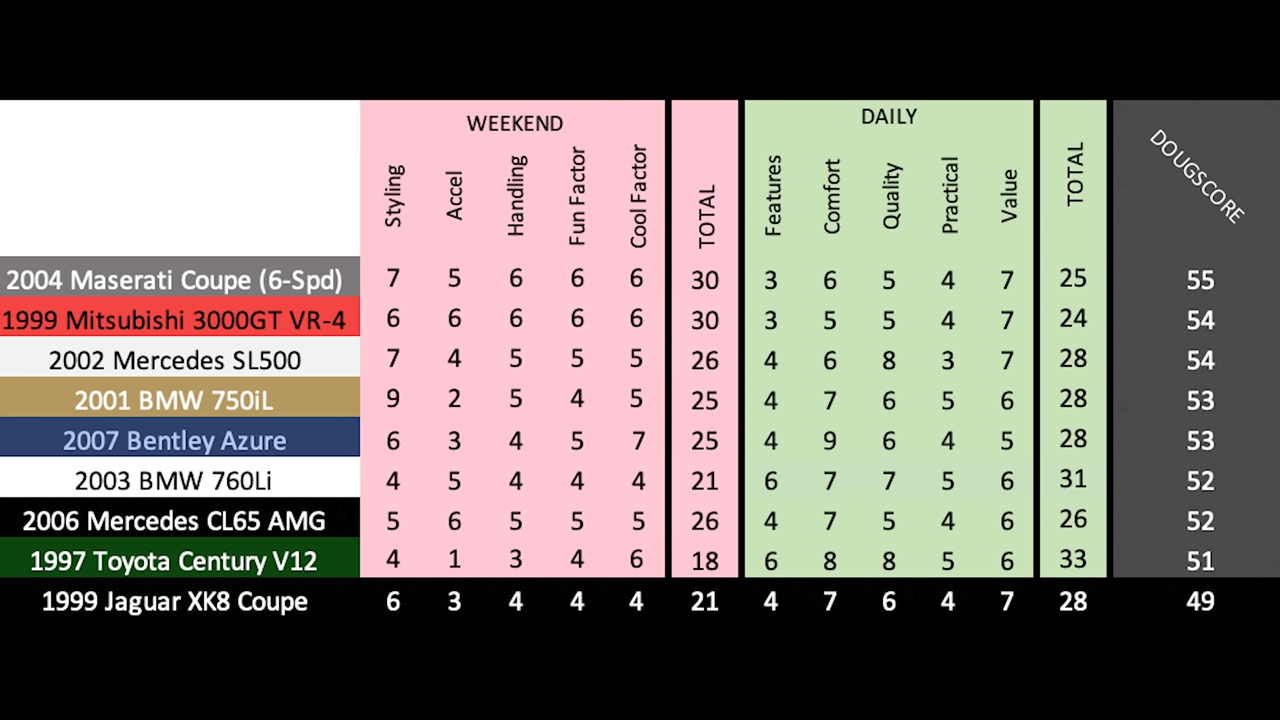 WEEKEND DAILY
Styling Accel Handling Fun Factor Cool Factor TOTAL Features Comfort Quality Practical Value TOTAL DOUGSCORE
2004 Maserati Coupe (6-Spd) 7 5 6 6 6 30 3 6 5 4 7 25 55
1999 Mitsubishi 3000GT VR-4 6 6 6 6 6 30 3 5 5 4 7 24 54
2002 Mercedes SL500 7 4 5 5 5 26 4 6 8 3 7 28 54
2001 BMW 750iL 9 2 5 4 5 25 4 7 6 5 6 28 53
2007 Bentley Azure 6 3 4 5 7 25 4 9 6 4 5 28 53
2003 BMW 760Li 4 5 4 4 4 21 6 7 7 5 6 31 52
2006 Mercedes CL65 AMG 5 6 5 5 5 26 4 7 5 4 6 26 52
1997 Toyota Century V12 4 1 3 4 6 18 6 8 8 5 6 33 51
1999 Jaguar XK8 Coupe 6 3 4 4 4 21 4 7 6 4 7 28 49